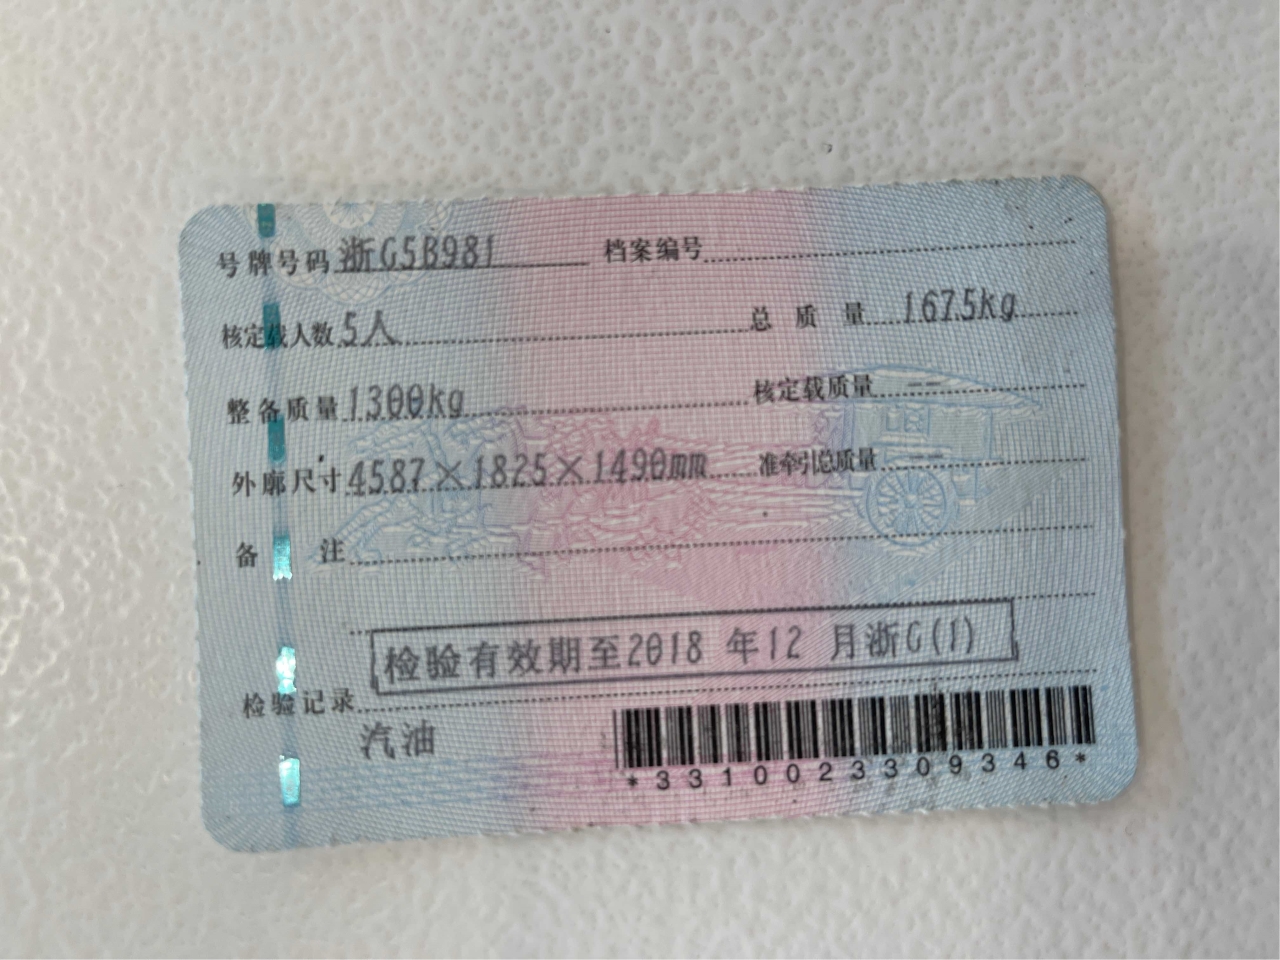 号牌号码 浙G5B981 档案编号
核定载人数 5人 总质量 1675kg
整备质量 1300kg 核定载质量 --
外廓尺寸 4587×1825×1490mm 准牵引总质量 --
备注
检验有效期至2018 年12 月浙G(1)
检验记录
汽油
*3310023309346*